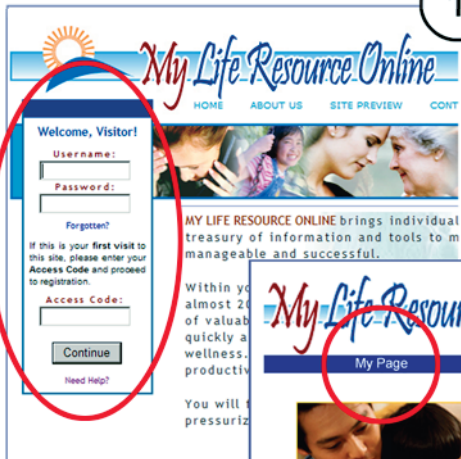 1
My Life Resource Online
HOME ABOUT US SITE PREVIEW
Welcome, Visitor!
Username:
Password:
Forgotten?
If this is your first visit to
this site, please enter your
Access Code and proceed
to registration.
Access Code:
Continue
Need Help?
MY LIFE RESOURCE ONLINE brings individual
treasury of information and tools to m
manageable and successful.
Within yo
almost 20
of valuab
quickly a
wellness.
productiv
You will f
pressuriz
My Life Resour
My Page